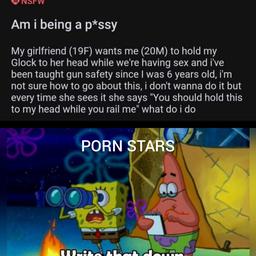 NSFW
Am i being a p*ssy
My girlfriend (19F) wants me (20M) to hold my
Glock to her head while we're having sex and i've
been taught gun safety since I was 6 years old, i'm
not sure how to go about this, i don't wanna do it but
every time she sees it she says "You should hold this
to my head while you rail me" what do i do
PORN STARS
Write that down